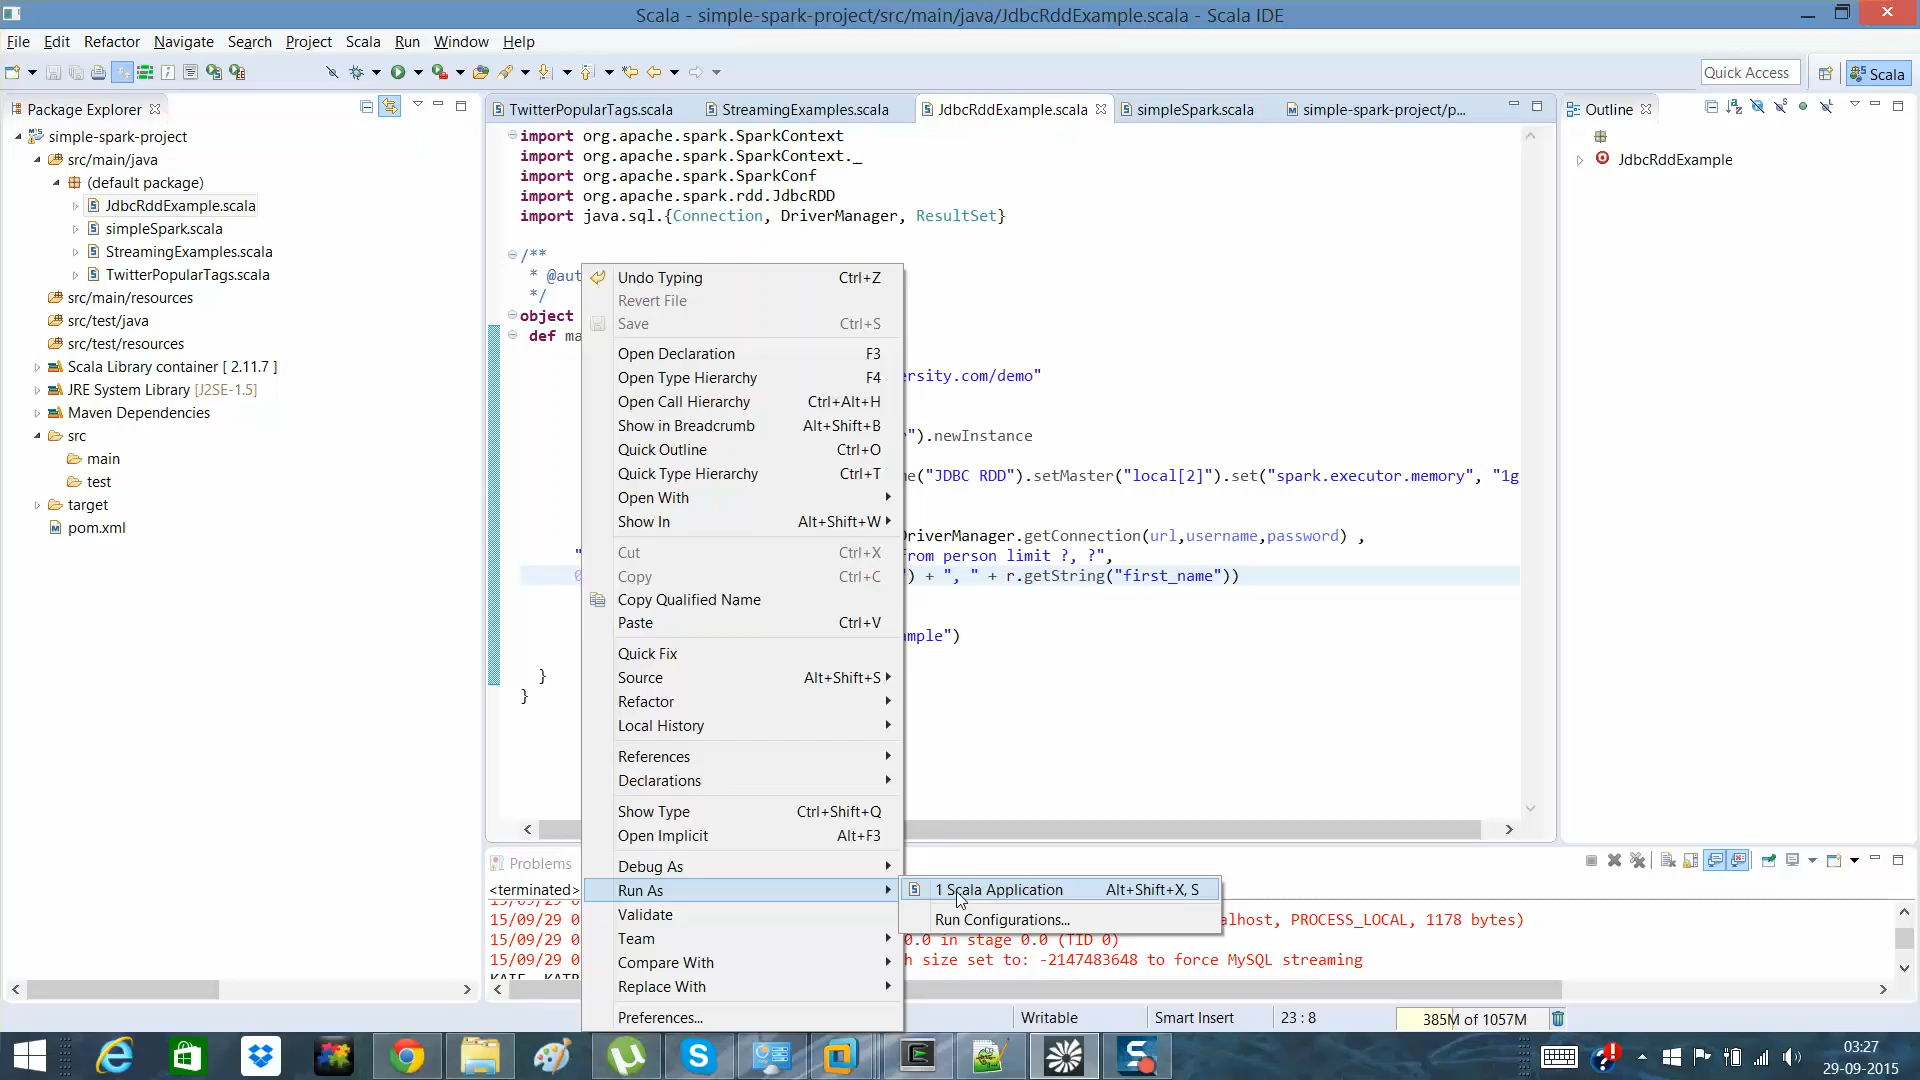 Scala - simple-spark-project/src/main/java/JdbcRddExample.scala - Scala IDE
File Edit Refactor Navigate Search Project Scala Run Window Help
Quick Access
Scala
Package Explorer
simple-spark-project
src/main/java
(default package)
JdbcRddExample.scala
simpleSpark.scala
StreamingExamples.scala
TwitterPopularTags.scala
src/main/resources
src/test/java
src/test/resources
Scala Library container [ 2.11.7 ]
JRE System Library [J2SE-1.5]
Maven Dependencies
src
main
test
target
pom.xml
TwitterPopularTags.scala StreamingExamples.scala JdbcRddExample.scala simpleSpark.scala simple-spark-project/p...
import org.apache.spark.SparkContext
import org.apache.spark.SparkContext._
import org.apache.spark.SparkConf
import org.apache.spark.rdd.JdbcRDD
import java.sql.{Connection, DriverManager, ResultSet}
/**
* @aut
*/
object
def ma
ersity.com/demo"
").newInstance
e("JDBC RDD").setMaster("local[2]").set("spark.executor.memory", "1g
DriverManager.getConnection(url,username,password) ,
" from person limit ?, ?",
) + ", " + r.getString("first_name"))
mple")
}
}
Undo Typing Ctrl+Z
Revert File
Save Ctrl+S
Open Declaration F3
Open Type Hierarchy F4
Open Call Hierarchy Ctrl+Alt+H
Show in Breadcrumb Alt+Shift+B
Quick Outline Ctrl+O
Quick Type Hierarchy Ctrl+T
Open With
Show In Alt+Shift+W
Cut Ctrl+X
Copy Ctrl+C
Copy Qualified Name
Paste Ctrl+V
Quick Fix
Source Alt+Shift+S
Refactor
Local History
References
Declarations
Show Type Ctrl+Shift+Q
Open Implicit Alt+F3
Debug As
Run As
Validate
Team
Compare With
Replace With
Preferences...
1 Scala Application Alt+Shift+X, S
Run Configurations...
Outline
JdbcRddExample
Problems
<terminated>
15/09/29 0 alhost, PROCESS_LOCAL, 1178 bytes)
15/09/29 0 0.0 in stage 0.0 (TID 0)
15/09/29 0 h size set to: -2147483648 to force MySQL streaming
Writable Smart Insert 23 : 8 385M of 1057M
03:27
29-09-2015